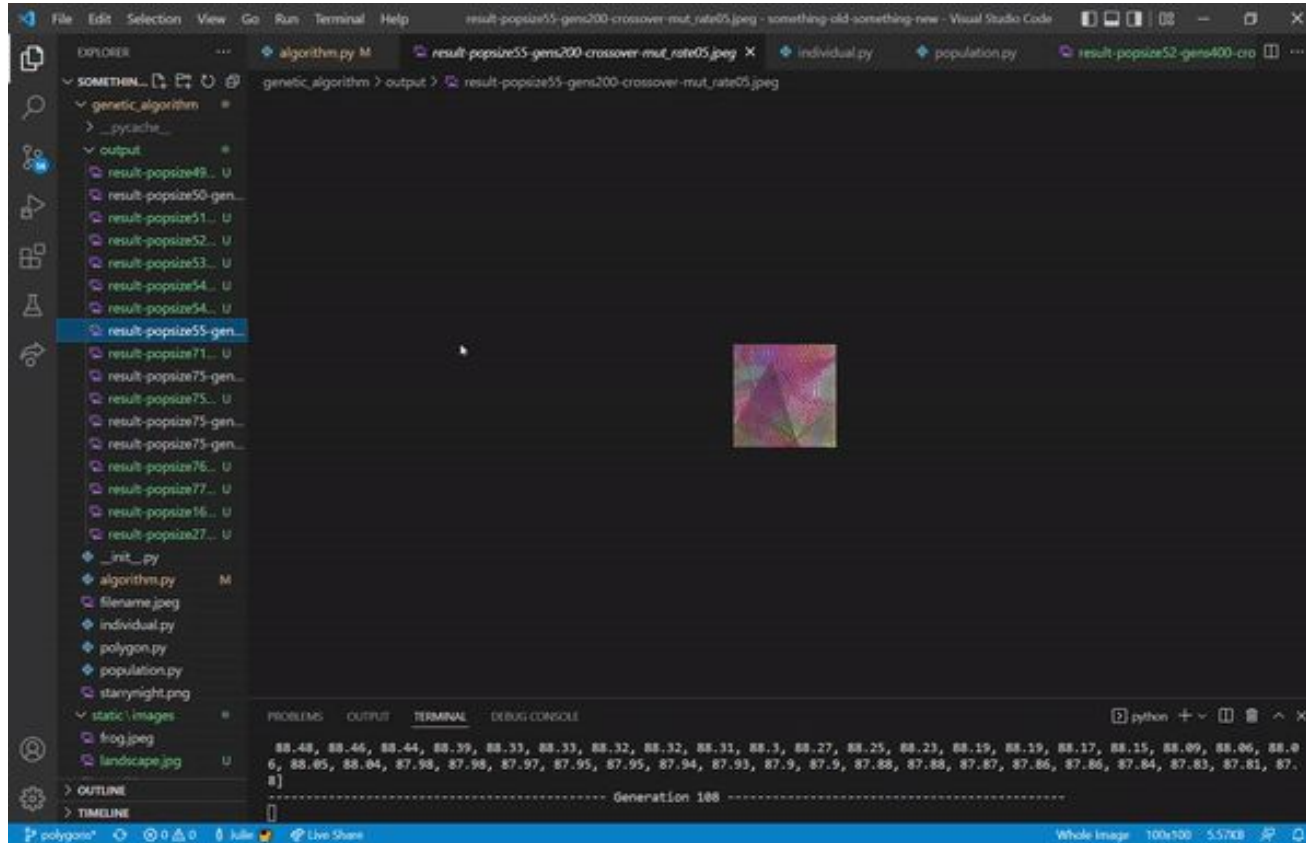 File Edit Selection View Go Run Terminal Help result-popsize55-gens200-crossover-mut_rate05.jpeg - something-old-something-new - Visual Studio Code
EXPLORER
algorithm.py M result-popsize55-gens200-crossover-mut_rate05.jpeg individual.py population.py result-popsize52-gens400-cro
SOMETHIN...
genetic_algorithm > output > result-popsize55-gens200-crossover-mut_rate05.jpeg
genetic_algorithm
__pycache__
output
result-popsize49... U
result-popsize50-gen...
result-popsize51... U
result-popsize52... U
result-popsize53... U
result-popsize54... U
result-popsize54... U
result-popsize55-gen...
result-popsize71... U
result-popsize75-gen...
result-popsize75... U
result-popsize75-gen...
result-popsize75-gen...
result-popsize76... U
result-popsize77... U
result-popsize16... U
result-popsize27... U
__init__.py
algorithm.py M
filename.jpeg
individual.py
polygon.py
population.py
starrynight.png
static\images
frog.jpeg
landscape.jpg U
OUTLINE
TIMELINE
PROBLEMS OUTPUT TERMINAL DEBUG CONSOLE python
88.48, 88.46, 88.44, 88.39, 88.33, 88.33, 88.32, 88.32, 88.31, 88.3, 88.27, 88.25, 88.23, 88.19, 88.19, 88.17, 88.15, 88.09, 88.06, 88.0
6, 88.05, 88.04, 87.98, 87.98, 87.97, 87.95, 87.95, 87.94, 87.93, 87.9, 87.9, 87.88, 87.88, 87.87, 87.86, 87.86, 87.84, 87.83, 87.81, 87.
8]
---------------------------------------- Generation 108 ----------------------------------------
polygons* 0 0 0 Julie Live Share Whole Image 100x100 5.57KB